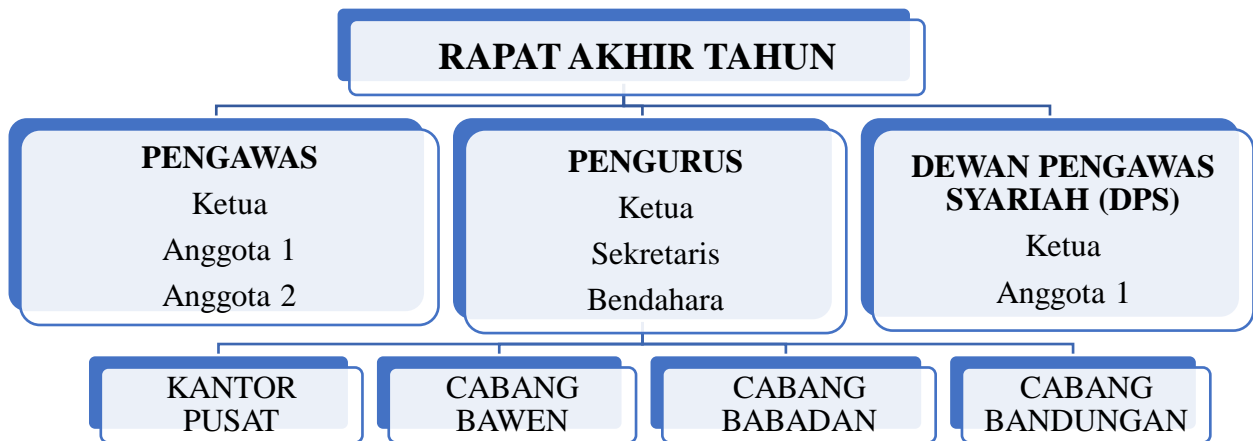 RAPAT AKHIR TAHUN
PENGAWAS
Ketua
Anggota 1
Anggota 2
PENGURUS
Ketua
Sekretaris
Bendahara
DEWAN PENGAWAS
SYARIAH (DPS)
Ketua
Anggota 1
KANTOR
PUSAT
CABANG
BAWEN
CABANG
BABADAN
CABANG
BANDUNGAN